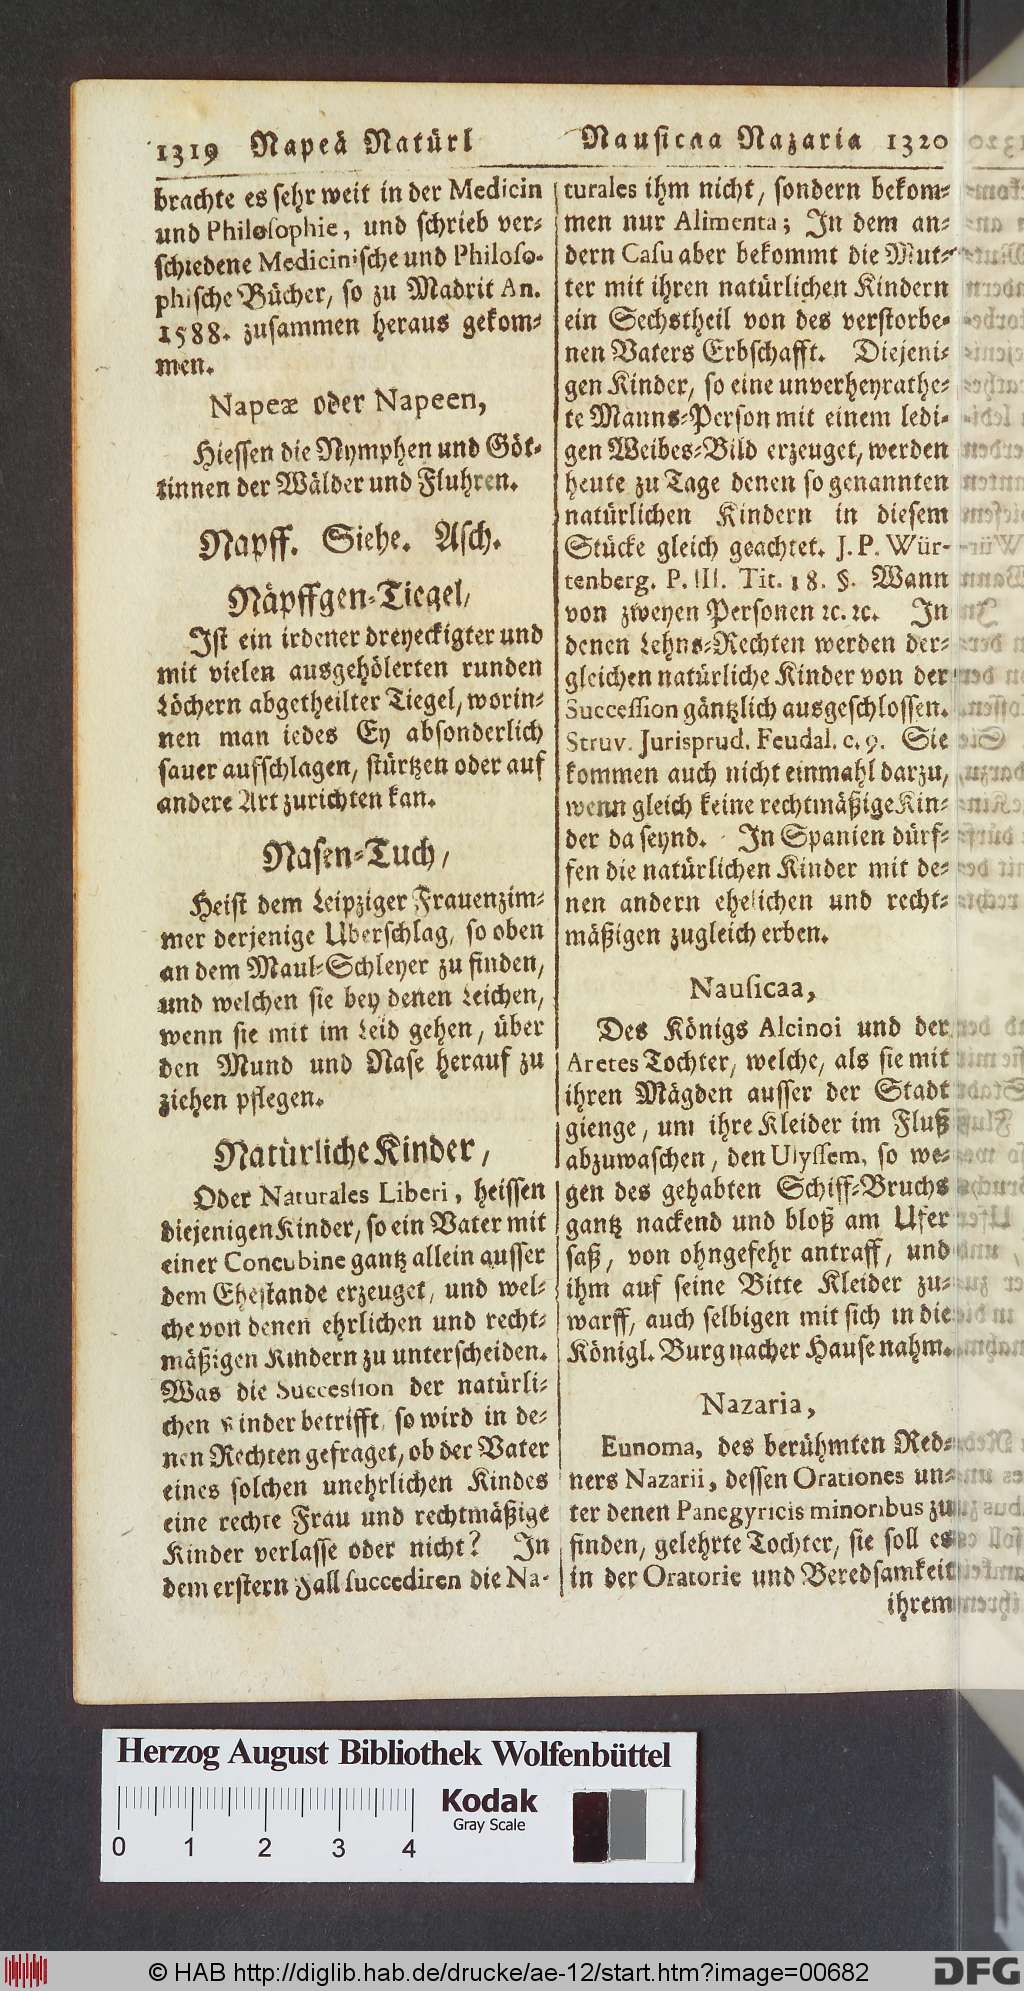 1319 Napeä Natürl
brachte es sehr weit in der Medicin
und Philosophie, und schrieb ver-
schiedene Medicinische und Philoso-
phische Bücher, so zu Madrit An.
1588. zusammen heraus gekom-
men.
Napeæ oder Napeen,
Hiessen die Nymphen und Göt-
tinnen der Wälder und Fluhren.
Napff. Siehe. Asch.
Näpffgen-Tiegel,
Ist ein irdener dreyeckigter und
mit vielen ausgehölerten runden
Löchern abgetheilter Tiegel, worin-
nen man iedes Ey absonderlich
sauer aufschlagen, stürtzen oder auf
andere Art zurichten kan.
Nasen-Tuch,
Heist dem Leipziger Frauenzim-
mer derjenige Uberschlag, so oben
an dem Maul-Schleyer zu finden,
und welchen sie bey denen Leichen,
wenn sie mit im Leid gehen, über
den Mund und Nase herauf zu
ziehen pflegen.
Natürliche Kinder,
Oder Naturales Liberi, heissen
diejenigen Kinder, so ein Vater mit
einer Concubine gantz allein ausser
dem Ehestande erzeuget, und wel-
che von denen ehrlichen und recht-
mäßigen Kindern zu unterscheiden.
Was die Succession der natürli-
chen Kinder betrifft, so wird in de-
nen Rechten gefraget, ob der Vater
eines solchen unehrlichen Kindes
eine rechte Frau und rechtmäßige
Kinder verlasse oder nicht? In
dem erstern Fall succediren die Na-
Nausicaa Nazaria 1320
turales ihm nicht, sondern bekom-
men nur Alimenta; In dem an-
dern Casu aber bekommt die Mut-
ter mit ihren natürlichen Kindern
ein Sechstheil von des verstorbe-
nen Vaters Erbschafft. Diejeni-
gen Kinder, so eine unverheyrathe-
te Manns-Person mit einem ledi-
gen Weibes-Bild erzeuget, werden
heute zu Tage denen so genannten
natürlichen Kindern in diesem
Stücke gleich geachtet. J. P. Wür-
tenberg. P. III. Tit. 18. §. Wann
von zweyen Personen ꝛc. ꝛc. In
denen Lehns-Rechten werden der-
gleichen natürliche Kinder von der
Succession gäntzlich ausgeschlossen.
Struv. Jurisprud. Feudal. c. 9. Sie
kommen auch nicht einmahl darzu,
wenn gleich keine rechtmäßige Kin-
der da seynd. In Spanien dürf-
fen die natürlichen Kinder mit de-
nen andern ehelichen und recht-
mäßigen zugleich erben.
Nausicaa,
Des Königs Alcinoi und der
Aretes Tochter, welche, als sie mit
ihren Mägden ausser der Stadt
gienge, um ihre Kleider im Fluß
abzuwaschen, den Ulyssem, so we-
gen des gehabten Schiff-Bruchs
gantz nackend und bloß am Ufer
saß, von ohngefehr antraff, und
ihm auf seine Bitte Kleider zu-
warff, auch selbigen mit sich in die
Königl. Burg nacher Hause nahm.
Nazaria,
Eunoma, des berühmten Red-
ners Nazarii, dessen Orationes un-
ter denen Panegyricis minoribus zu
finden, gelehrte Tochter, sie soll es
in der Oratorie und Beredsamkeit
ihrem
Herzog August Bibliothek Wolfenbüttel
Kodak
Gray Scale
0 1 2 3 4
© HAB http://diglib.hab.de/drucke/ae-12/start.htm?image=00682
DFG